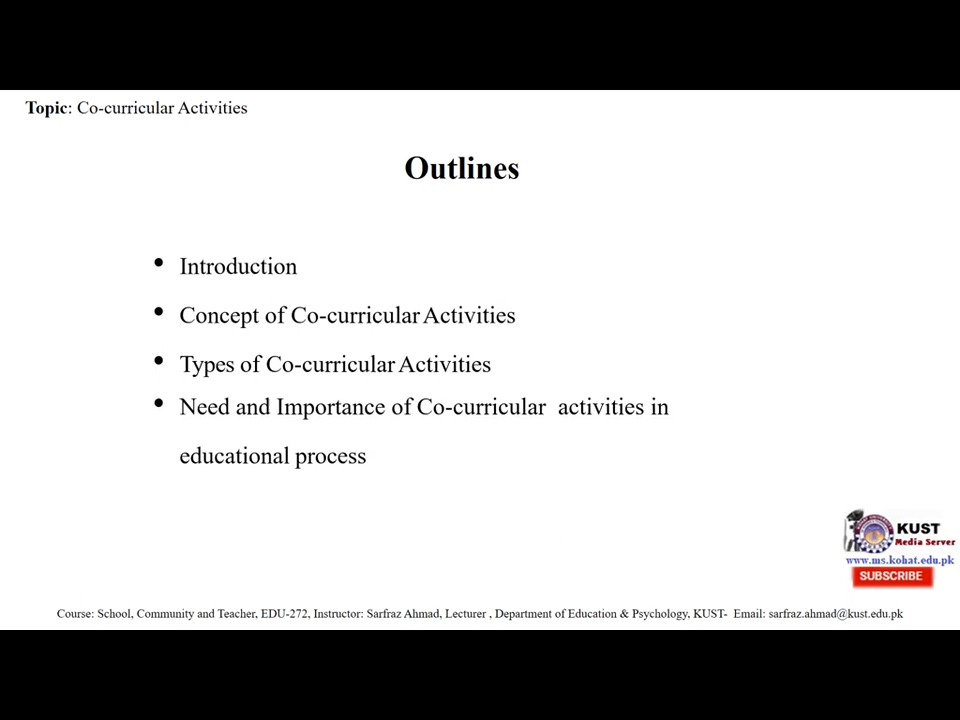 Topic: Co-curricular Activities
Outlines
• Introduction
• Concept of Co-curricular Activities
• Types of Co-curricular Activities
• Need and Importance of Co-curricular activities in
educational process
KUST
Media Server
www.ms.kohat.edu.pk
SUBSCRIBE
Course: School, Community and Teacher, EDU-272, Instructor: Sarfraz Ahmad, Lecturer , Department of Education & Psychology, KUST- Email: sarfraz.ahmad@kust.edu.pk